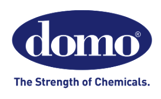 domo®
The Strength of Chemicals.